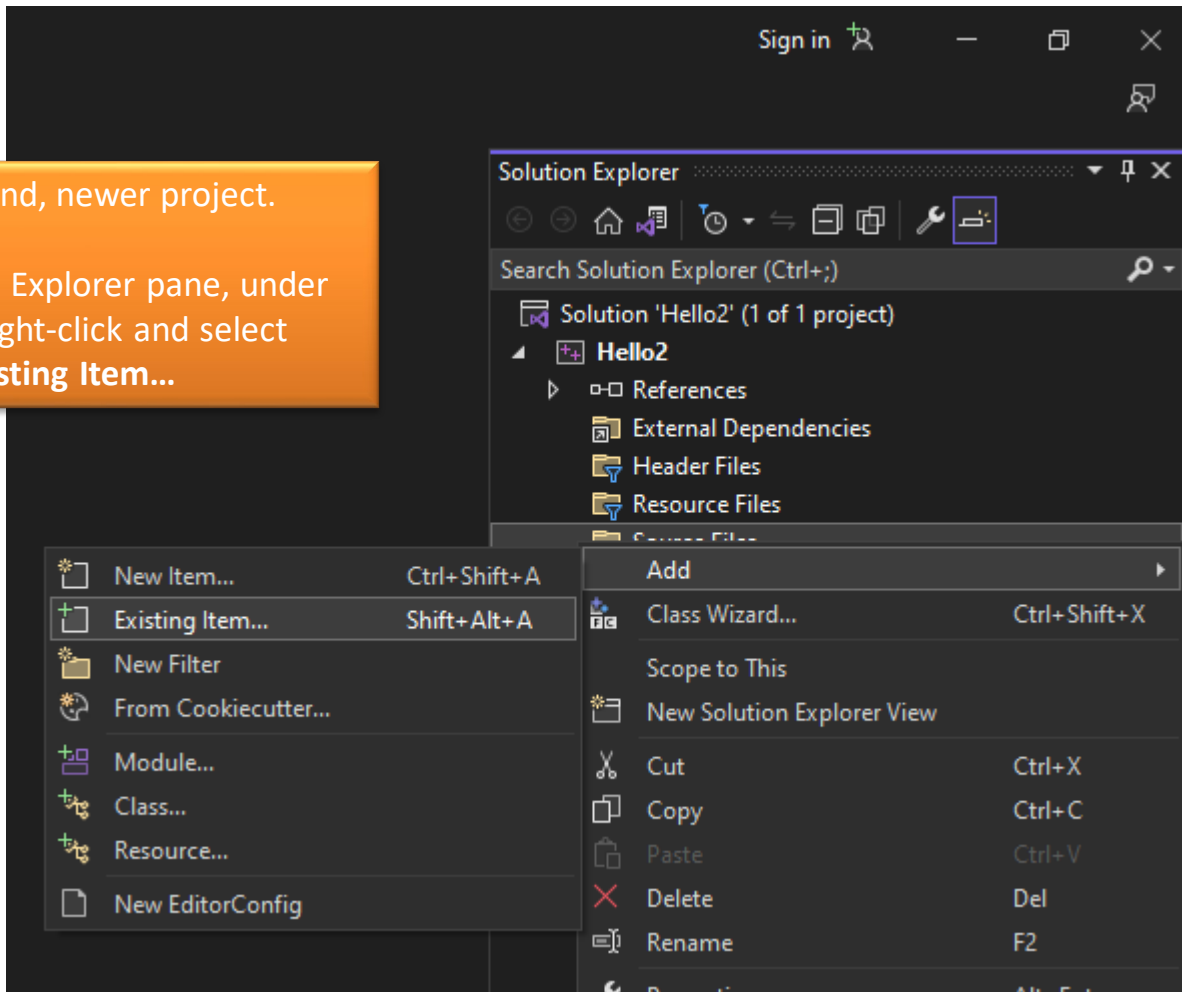 Sign in
nd, newer project.
Explorer pane, under
ght-click and select
sting Item…
Solution Explorer
Search Solution Explorer (Ctrl+;)
Solution 'Hello2' (1 of 1 project)
Hello2
References
External Dependencies
Header Files
Resource Files
Source Files
New Item... Ctrl+Shift+A
Existing Item... Shift+Alt+A
New Filter
From Cookiecutter...
Module...
Class...
Resource...
New EditorConfig
Add
Class Wizard... Ctrl+Shift+X
Scope to This
New Solution Explorer View
Cut Ctrl+X
Copy Ctrl+C
Paste Ctrl+V
Delete Del
Rename F2